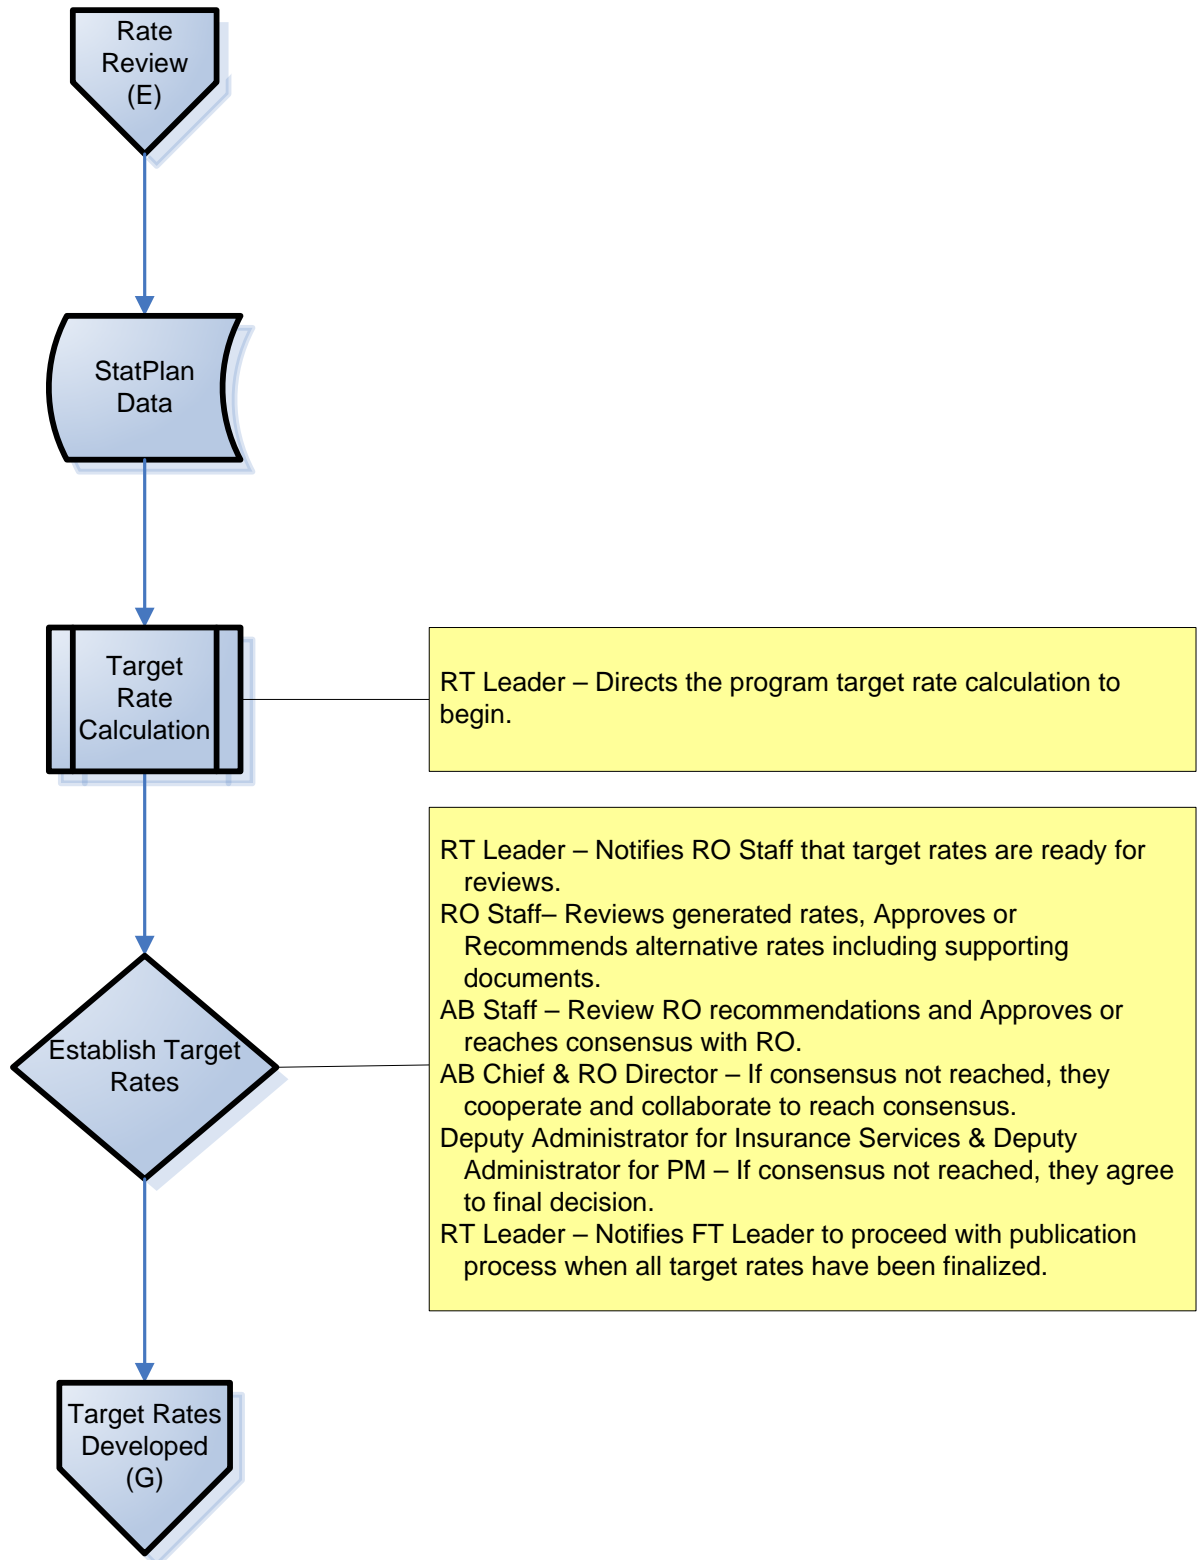 Rate
Review
(E)
StatPlan
Data
Target
Rate
Calculation
RT Leader – Directs the program target rate calculation to
begin.
RT Leader – Notifies RO Staff that target rates are ready for
reviews.
RO Staff– Reviews generated rates, Approves or
Recommends alternative rates including supporting
documents.
AB Staff – Review RO recommendations and Approves or
reaches consensus with RO.
AB Chief & RO Director – If consensus not reached, they
cooperate and collaborate to reach consensus.
Deputy Administrator for Insurance Services & Deputy
Administrator for PM – If consensus not reached, they agree
to final decision.
RT Leader – Notifies FT Leader to proceed with publication
process when all target rates have been finalized.
Establish Target
Rates
Target Rates
Developed
(G)